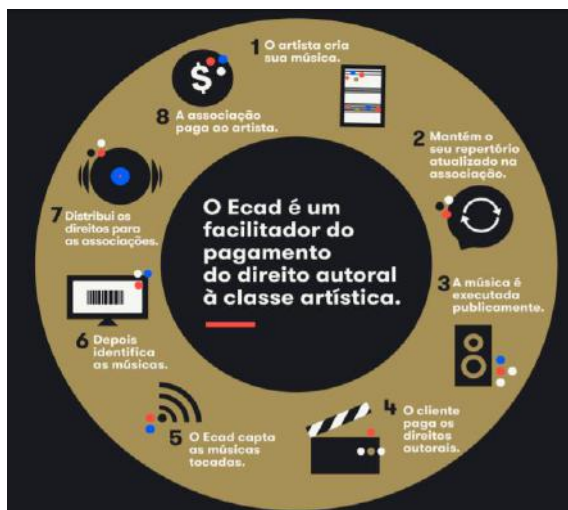 1 O artista cria
sua música.
2 Mantém o
seu repertório
atualizado na
associação.
3 A música é
executada
publicamente.
4 O cliente
paga os
direitos
autorais.
5 O Ecad capta
as músicas
tocadas.
6 Depois
identifica
as músicas.
7 Distribui os
direitos para
as associações.
8 A associação
paga ao artista.
$
O Ecad é um
facilitador do
pagamento
do direito autoral
à classe artística.